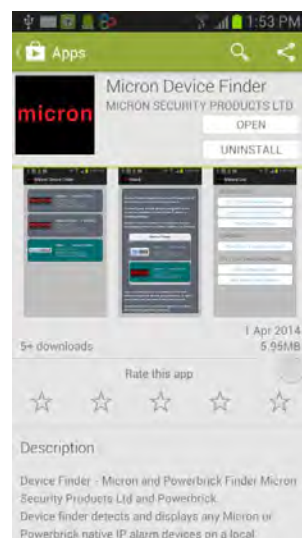 1:53 PM
Apps
micron
Micron Device Finder
MICRON SECURITY PRODUCTS LTD
OPEN
UNINSTALL
1 Apr 2014
5+ downloads
5.95MB
Rate this app
Description
Device Finder - Micron and Powerbrick Finder Micron
Security Products Ltd and Powerbrick.
Device finder detects and displays any Micron or
Powerbrick native IP alarm devices on a local